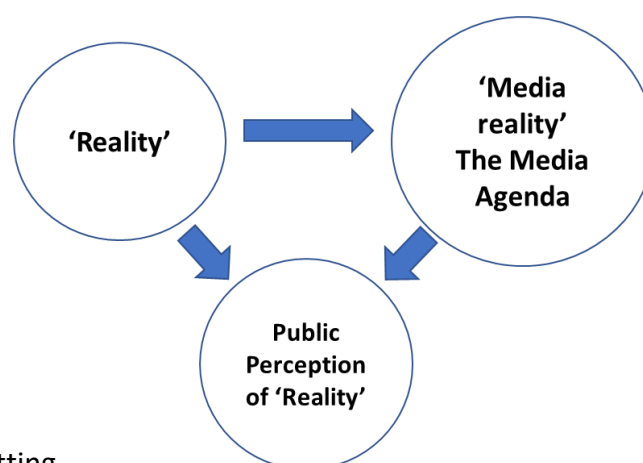 ‘Reality’
‘Media
reality’
The Media
Agenda
Public
Perception
of ‘Reality’